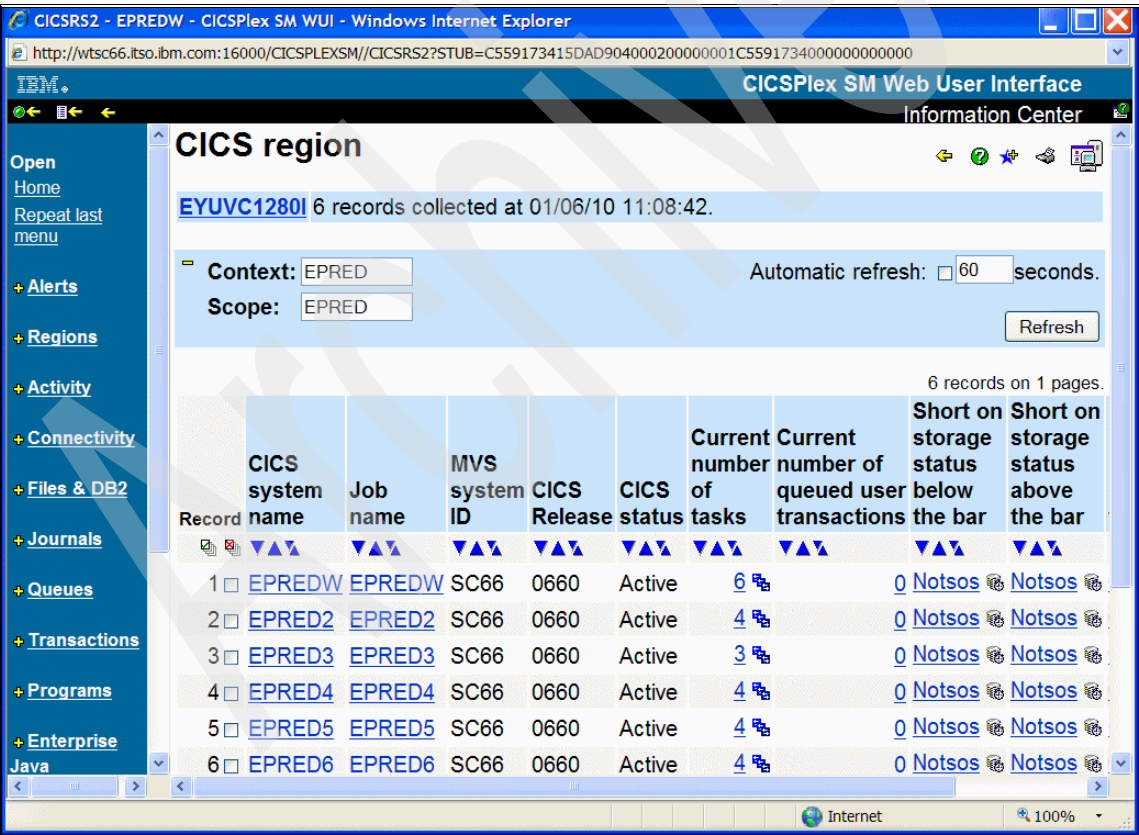 CICSRS2 - EPREDW - CICSPlex SM WUI - Windows Internet Explorer
http://wtsc66.itso.ibm.com:16000/CICSPLEXSM//CICSRS2?STUB=C559173415DAD904000200000001C5591734000000000000
IBM.
CICSPlex SM Web User Interface
Information Center
Open
Home
Repeat last
menu
Alerts
Regions
Activity
Connectivity
Files & DB2
Journals
Queues
Transactions
Programs
Enterprise
Java
CICS region
EYUVC1280I 6 records collected at 01/06/10 11:08:42.
Context: EPRED
Automatic refresh: 60 seconds.
Scope: EPRED
Refresh
6 records on 1 pages.
Record CICS system name Job name MVS system ID CICS Release CICS status Current number of tasks Current number of queued user transactions Short on storage status below the bar Short on storage status above the bar
1 EPREDW EPREDW SC66 0660 Active 6 0 Notsos Notsos
2 EPRED2 EPRED2 SC66 0660 Active 4 0 Notsos Notsos
3 EPRED3 EPRED3 SC66 0660 Active 3 0 Notsos Notsos
4 EPRED4 EPRED4 SC66 0660 Active 4 0 Notsos Notsos
5 EPRED5 EPRED5 SC66 0660 Active 4 0 Notsos Notsos
6 EPRED6 EPRED6 SC66 0660 Active 4 0 Notsos Notsos
Internet
100%